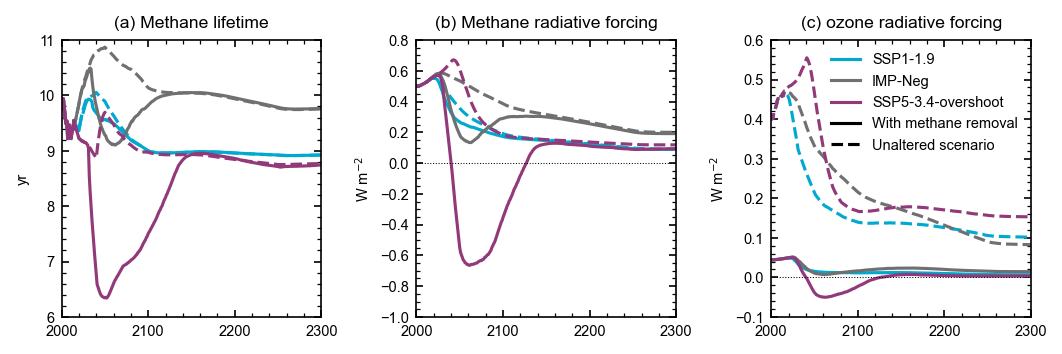 (a) Methane lifetime
11
10
9
8
7
6
yr
2000 2100 2200 2300
(b) Methane radiative forcing
0.8
0.6
0.4
0.2
0.0
−0.2
−0.4
−0.6
−0.8
−1.0
W m⁻²
2000 2100 2200 2300
(c) ozone radiative forcing
0.6
0.5
0.4
0.3
0.2
0.1
0.0
−0.1
W m⁻²
2000 2100 2200 2300
SSP1-1.9
IMP-Neg
SSP5-3.4-overshoot
With methane removal
Unaltered scenario